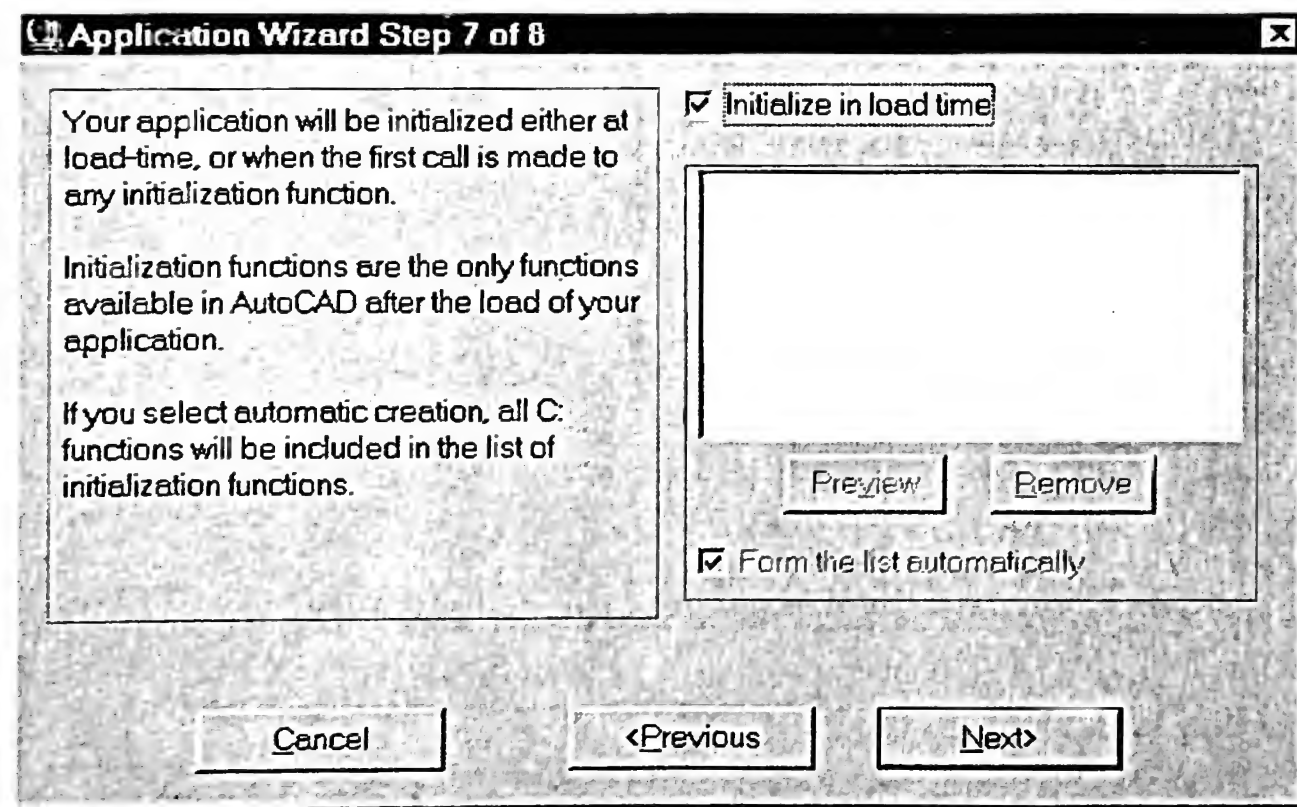 Application Wizard Step 7 of 8
Your application will be initialized either at
load-time, or when the first call is made to
any initialization function.
Initialization functions are the only functions
available in AutoCAD after the load of your
application.
If you select automatic creation, all C:
functions will be included in the list of
initialization functions.
Initialize in load time
Preview Remove
Form the list automatically
Cancel <Previous Next>